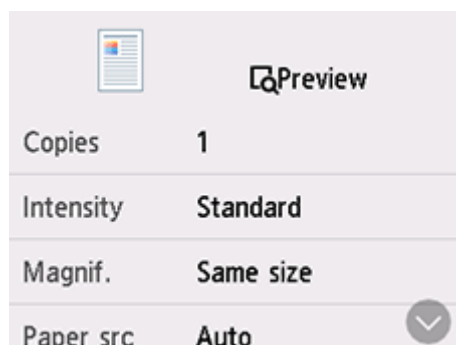 Preview
Copies 1
Intensity Standard
Magnif. Same size
Paper src Auto